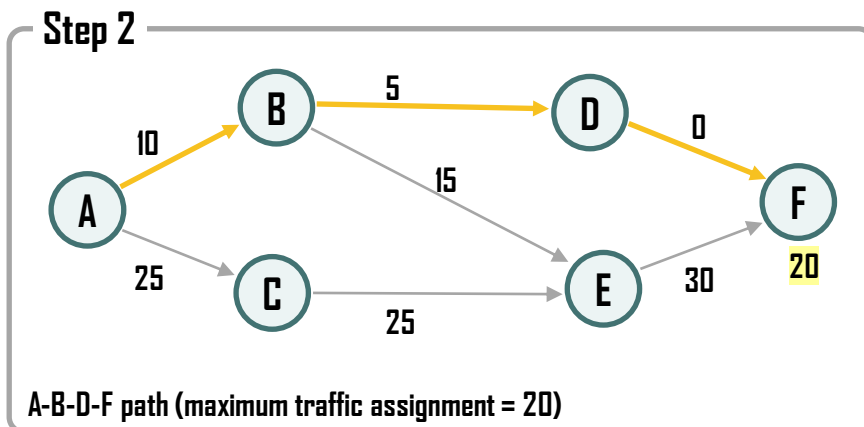 Step 2
B
5
D
0
10
A
15
F
20
25
C
25
E
30
A-B-D-F path (maximum traffic assignment = 20)